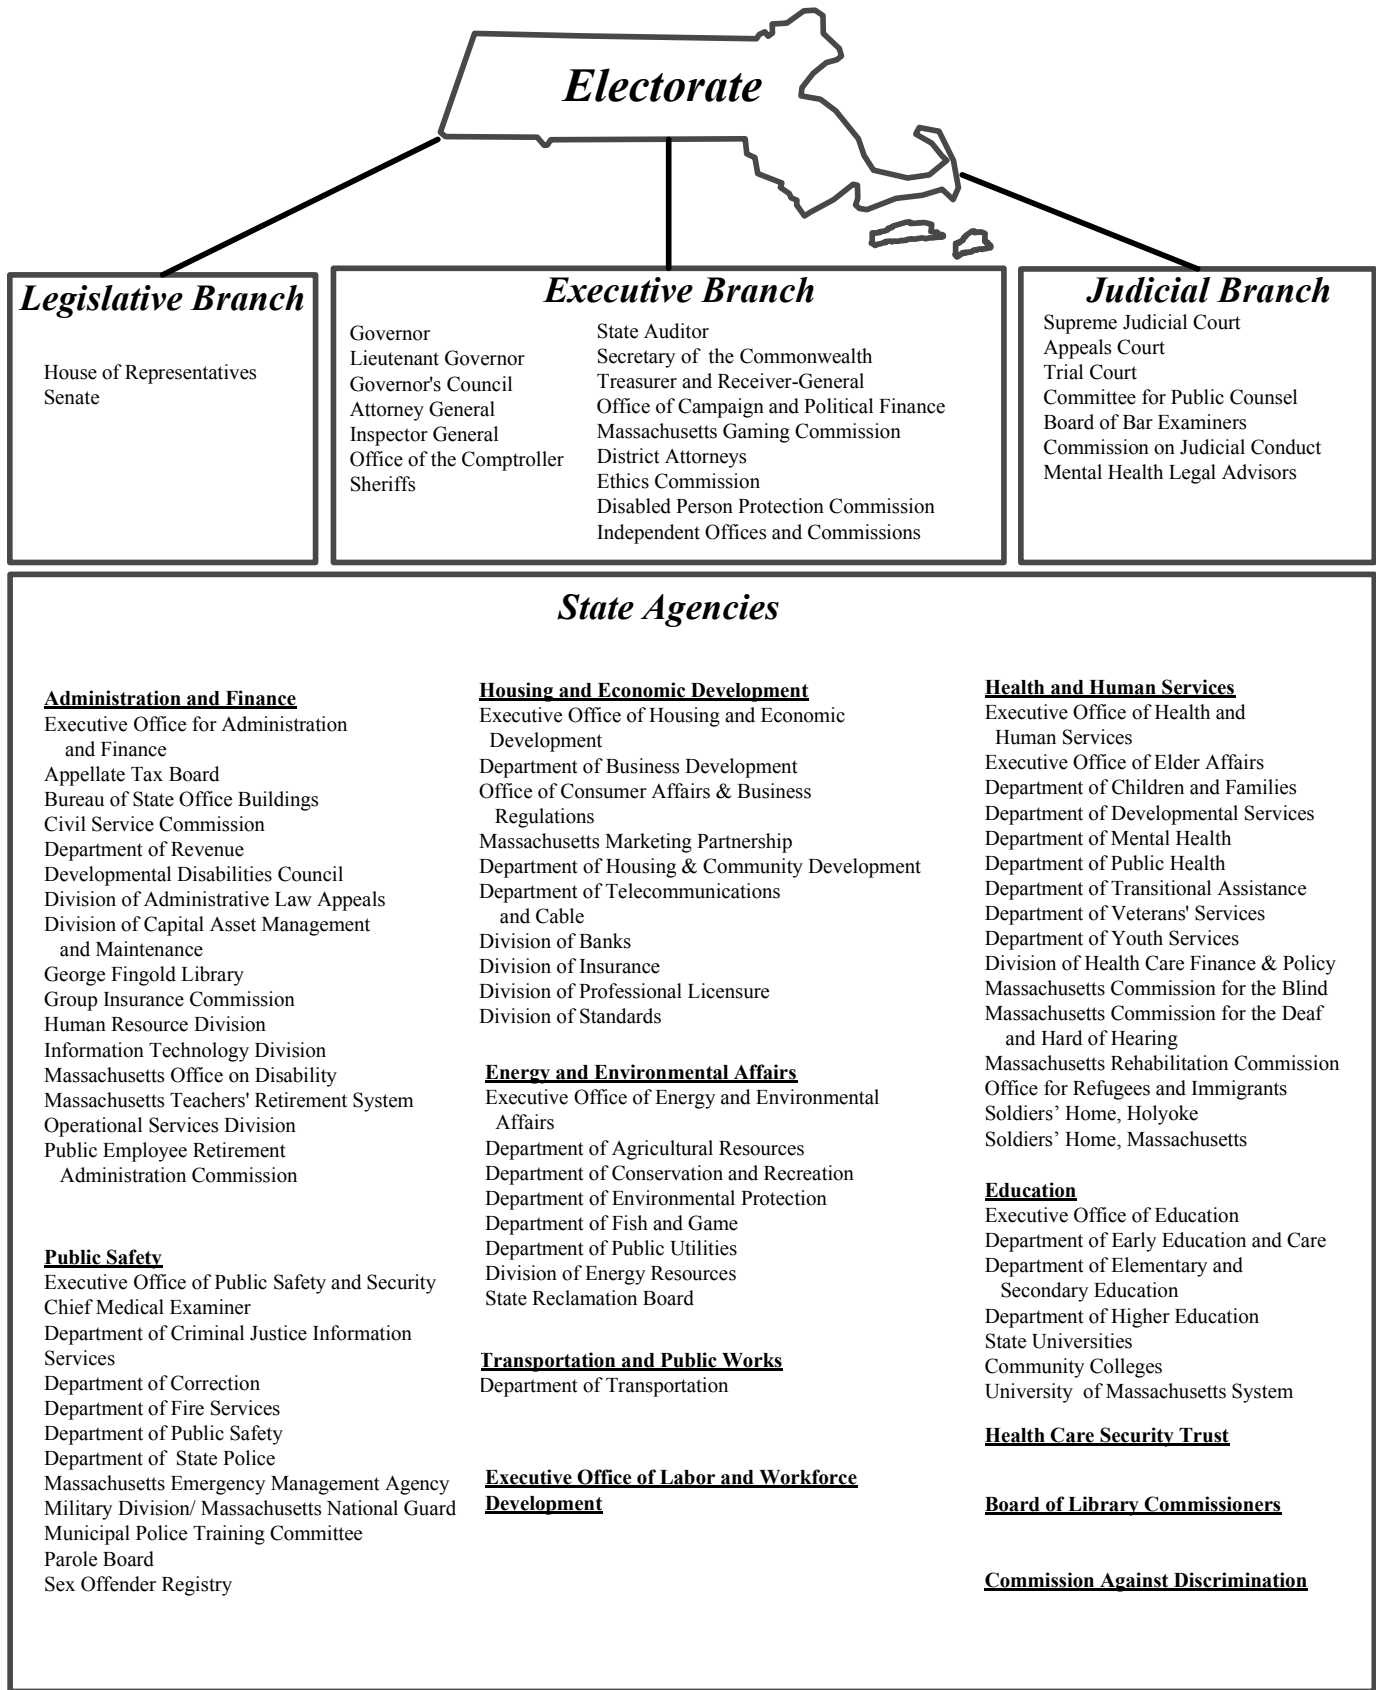 Electorate
Legislative Branch
House of Representatives
Senate
Executive Branch
Governor
Lieutenant Governor
Governor's Council
Attorney General
Inspector General
Office of the Comptroller
Sheriffs
State Auditor
Secretary of the Commonwealth
Treasurer and Receiver-General
Office of Campaign and Political Finance
Massachusetts Gaming Commission
District Attorneys
Ethics Commission
Disabled Person Protection Commission
Independent Offices and Commissions
Judicial Branch
Supreme Judicial Court
Appeals Court
Trial Court
Committee for Public Counsel
Board of Bar Examiners
Commission on Judicial Conduct
Mental Health Legal Advisors
State Agencies
Administration and Finance
Executive Office for Administration
and Finance
Appellate Tax Board
Bureau of State Office Buildings
Civil Service Commission
Department of Revenue
Developmental Disabilities Council
Division of Administrative Law Appeals
Division of Capital Asset Management
and Maintenance
George Fingold Library
Group Insurance Commission
Human Resource Division
Information Technology Division
Massachusetts Office on Disability
Massachusetts Teachers' Retirement System
Operational Services Division
Public Employee Retirement
Administration Commission
Public Safety
Executive Office of Public Safety and Security
Chief Medical Examiner
Department of Criminal Justice Information
Services
Department of Correction
Department of Fire Services
Department of Public Safety
Department of State Police
Massachusetts Emergency Management Agency
Military Division/ Massachusetts National Guard
Municipal Police Training Committee
Parole Board
Sex Offender Registry
Housing and Economic Development
Executive Office of Housing and Economic
Development
Department of Business Development
Office of Consumer Affairs & Business
Regulations
Massachusetts Marketing Partnership
Department of Housing & Community Development
Department of Telecommunications
and Cable
Division of Banks
Division of Insurance
Division of Professional Licensure
Division of Standards
Energy and Environmental Affairs
Executive Office of Energy and Environmental
Affairs
Department of Agricultural Resources
Department of Conservation and Recreation
Department of Environmental Protection
Department of Fish and Game
Department of Public Utilities
Division of Energy Resources
State Reclamation Board
Transportation and Public Works
Department of Transportation
Executive Office of Labor and Workforce
Development
Health and Human Services
Executive Office of Health and
Human Services
Executive Office of Elder Affairs
Department of Children and Families
Department of Developmental Services
Department of Mental Health
Department of Public Health
Department of Transitional Assistance
Department of Veterans' Services
Department of Youth Services
Division of Health Care Finance & Policy
Massachusetts Commission for the Blind
Massachusetts Commission for the Deaf
and Hard of Hearing
Massachusetts Rehabilitation Commission
Office for Refugees and Immigrants
Soldiers’ Home, Holyoke
Soldiers’ Home, Massachusetts
Education
Executive Office of Education
Department of Early Education and Care
Department of Elementary and
Secondary Education
Department of Higher Education
State Universities
Community Colleges
University of Massachusetts System
Health Care Security Trust
Board of Library Commissioners
Commission Against Discrimination